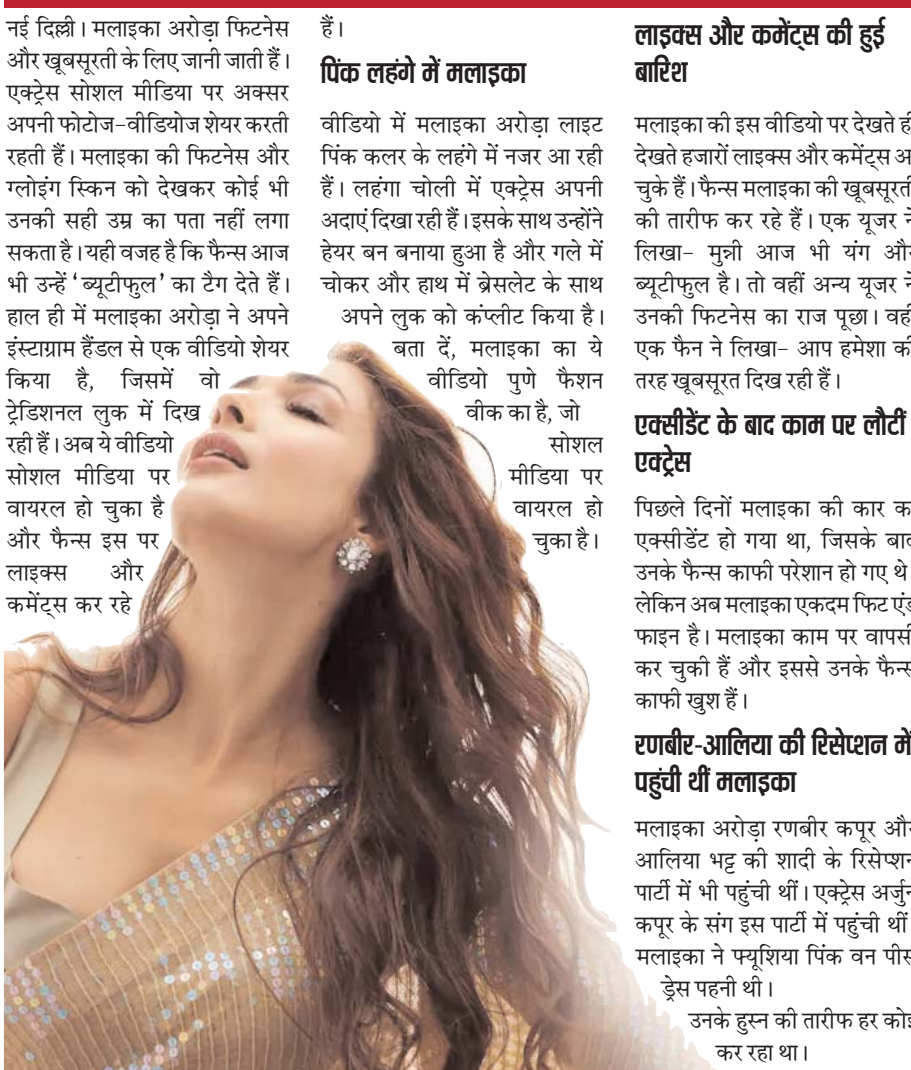 नई दिल्ली। मलाइका अरोड़ा फिटनेस
और खूबसूरती के लिए जानी जाती हैं।
एक्ट्रेस सोशल मीडिया पर अक्सर
अपनी फोटोज-वीडियोज शेयर करती
रहती हैं। मलाइका की फिटनेस और
ग्लोइंग स्किन को देखकर कोई भी
उनकी सही उम्र का पता नहीं लगा
सकता है। यही वजह है कि फैन्स आज
भी उन्हें ‘ब्यूटीफुल’ का टैग देते हैं।
हाल ही में मलाइका अरोड़ा ने अपने
इंस्टाग्राम हैंडल से एक वीडियो शेयर
किया है, जिसमें वो
ट्रेडिशनल लुक में दिख
रही हैं। अब ये वीडियो
सोशल मीडिया पर
वायरल हो चुका है
और फैन्स इस पर
लाइक्स और
कमेंट्स कर रहे
हैं।
पिंक लहंगे में मलाइका
वीडियो में मलाइका अरोड़ा लाइट
पिंक कलर के लहंगे में नजर आ रही
हैं। लहंगा चोली में एक्ट्रेस अपनी
अदाएं दिखा रही हैं। इसके साथ उन्होंने
हेयर बन बनाया हुआ है और गले में
चोकर और हाथ में ब्रेसलेट के साथ
अपने लुक को कंप्लीट किया है।
बता दें, मलाइका का ये
वीडियो पुणे फैशन
वीक का है, जो
सोशल
मीडिया पर
वायरल हो
चुका है।
लाइक्स और कमेंट्स की हुई
बारिश
मलाइका की इस वीडियो पर देखते ही
देखते हजारों लाइक्स और कमेंट्स आ
चुके हैं। फैन्स मलाइका की खूबसूरती
की तारीफ कर रहे हैं। एक यूजर ने
लिखा- मुन्नी आज भी यंग और
ब्यूटीफुल है। तो वहीं अन्य यूजर ने
उनकी फिटनेस का राज पूछा। वहीं
एक फैन ने लिखा- आप हमेशा की
तरह खूबसूरत दिख रही हैं।
एक्सीडेंट के बाद काम पर लौटीं
एक्ट्रेस
पिछले दिनों मलाइका की कार का
एक्सीडेंट हो गया था, जिसके बाद
उनके फैन्स काफी परेशान हो गए थे
लेकिन अब मलाइका एकदम फिट एंड
फाइन है। मलाइका काम पर वापसी
कर चुकी हैं और इससे उनके फैन्स
काफी खुश हैं।
रणबीर-आलिया की रिसेप्शन में
पहुंची थीं मलाइका
मलाइका अरोड़ा रणबीर कपूर और
आलिया भट्ट की शादी के रिसेप्शन
पार्टी में भी पहुंची थीं। एक्ट्रेस अर्जुन
कपूर के संग इस पार्टी में पहुंची थीं
मलाइका ने फ्यूशिया पिंक वन पीस
ड्रेस पहनी थी।
उनके हुस्न की तारीफ हर कोई
कर रहा था।